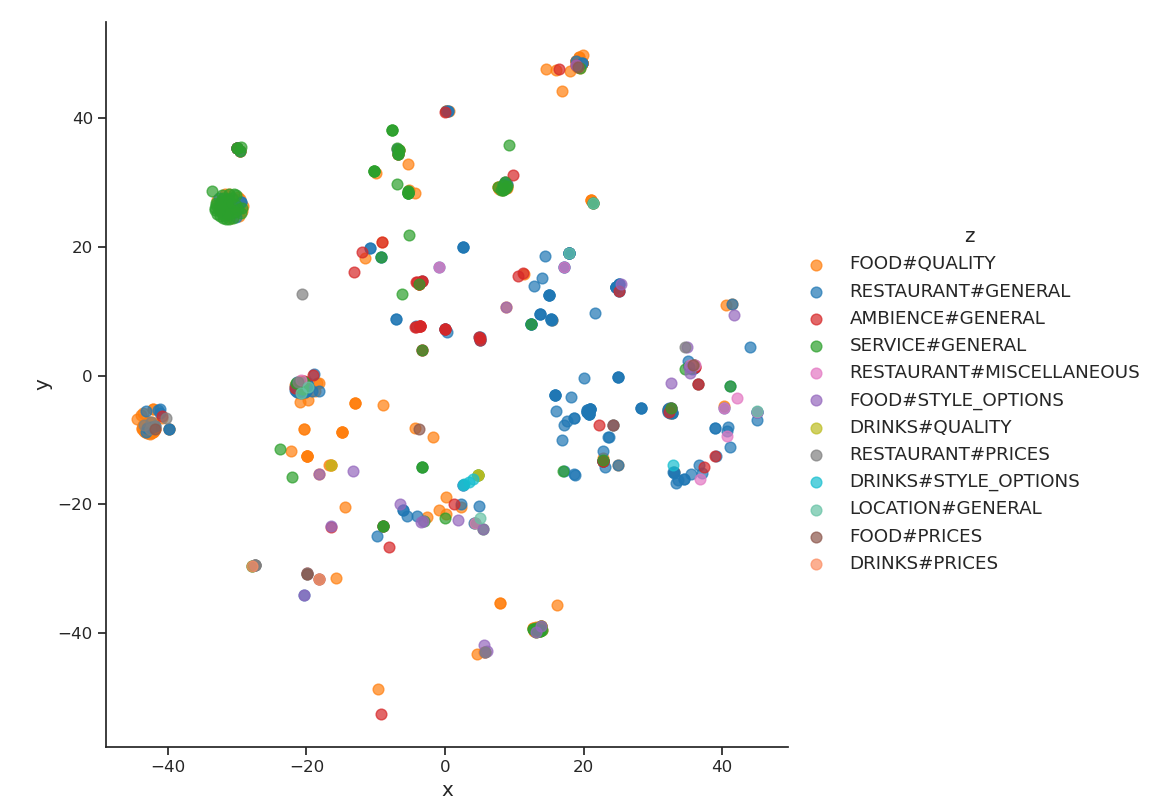 40
20
0
−20
−40
y
−40
−20
0
20
40
x
z
FOOD#QUALITY
RESTAURANT#GENERAL
AMBIENCE#GENERAL
SERVICE#GENERAL
RESTAURANT#MISCELLANEOUS
FOOD#STYLE_OPTIONS
DRINKS#QUALITY
RESTAURANT#PRICES
DRINKS#STYLE_OPTIONS
LOCATION#GENERAL
FOOD#PRICES
DRINKS#PRICES